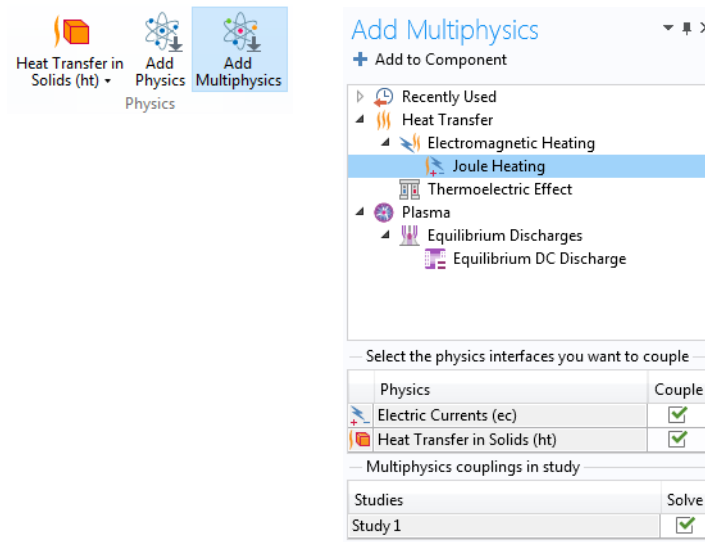 Heat Transfer in
Solids (ht)
Add
Physics
Add
Multiphysics
Physics
Add Multiphysics
Add to Component
Recently Used
Heat Transfer
Electromagnetic Heating
Joule Heating
Thermoelectric Effect
Plasma
Equilibrium Discharges
Equilibrium DC Discharge
Select the physics interfaces you want to couple
Physics Couple
Electric Currents (ec)
Heat Transfer in Solids (ht)
Multiphysics couplings in study
Studies Solve
Study 1